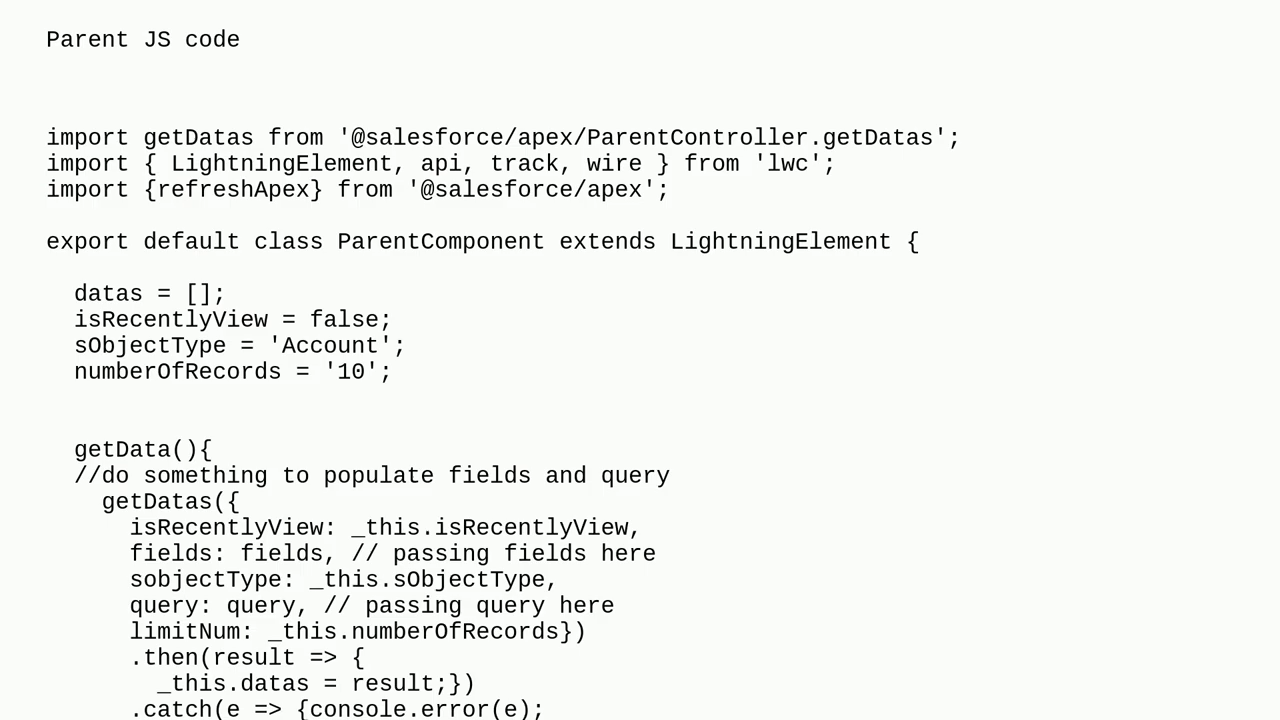 Parent JS code
import getDatas from '@salesforce/apex/ParentController.getDatas';
import { LightningElement, api, track, wire } from 'lwc';
import {refreshApex} from '@salesforce/apex';
export default class ParentComponent extends LightningElement {
datas = [];
isRecentlyView = false;
sObjectType = 'Account';
numberOfRecords = '10';
getData(){
//do something to populate fields and query
getDatas({
isRecentlyView: _this.isRecentlyView,
fields: fields, // passing fields here
sobjectType: _this.sObjectType,
query: query, // passing query here
limitNum: _this.numberOfRecords})
.then(result => {
_this.datas = result;})
.catch(e => {console.error(e);